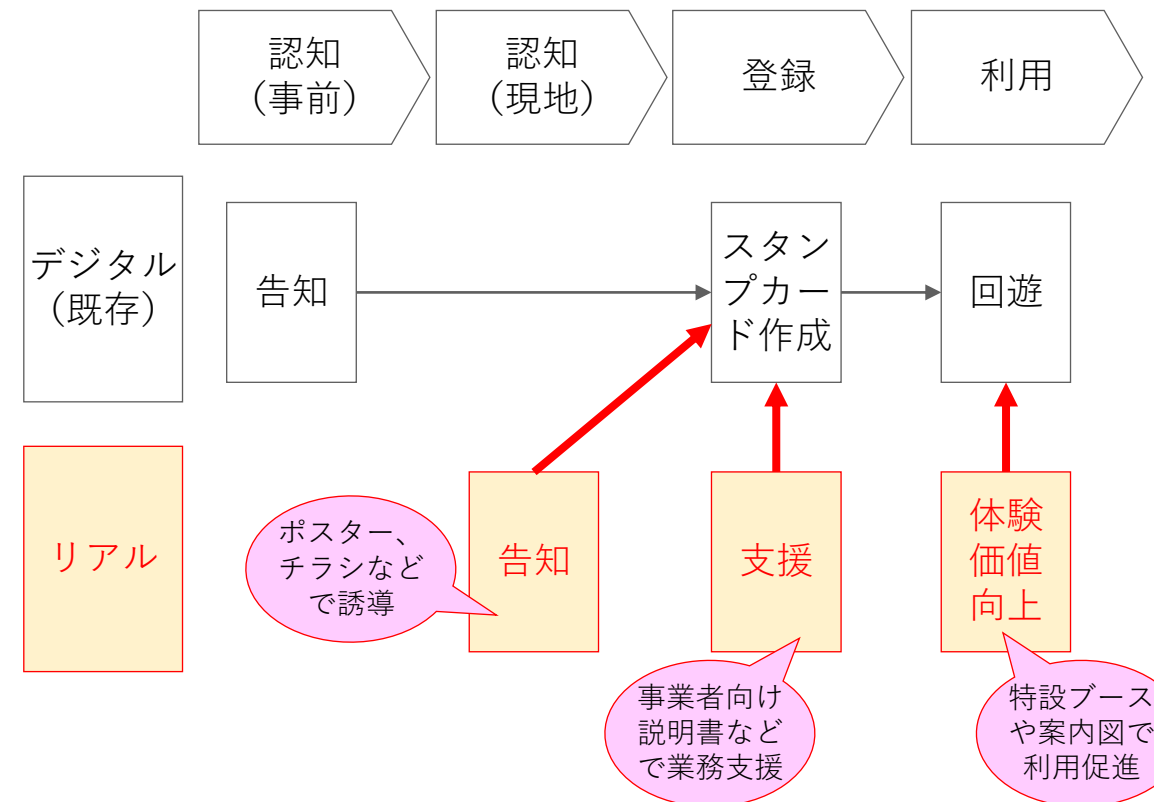 認知
（事前）
認知
（現地）
登録
利用
デジタル
（既存）
告知
スタン
プカー
ド作成
回遊
リアル
ポスター、
チラシなど
で誘導
告知
支援
体験
価値
向上
事業者向け
説明書など
で業務支援
特設ブース
や案内図で
利用促進